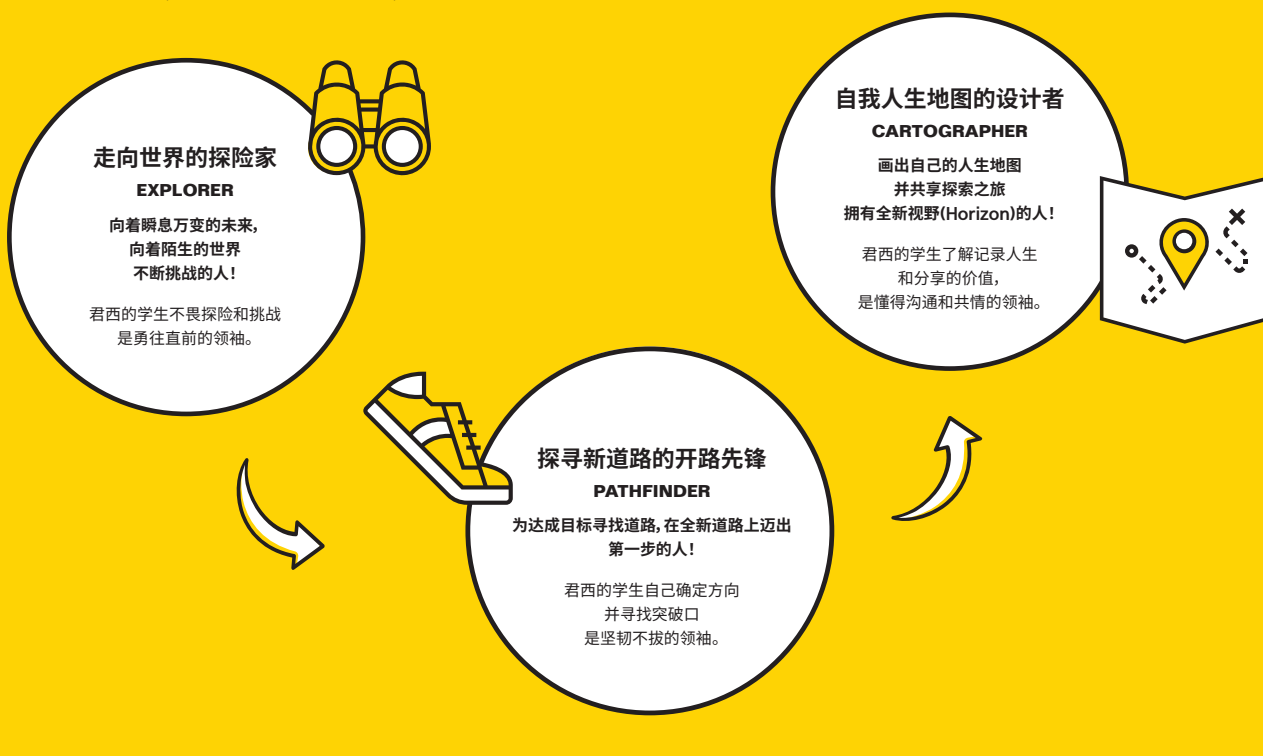 走向世界的探险家
EXPLORER
向着瞬息万变的未来,
向着陌生的世界
不断挑战的人!
君西的学生不畏探险和挑战
是勇往直前的领袖。
探寻新道路的开路先锋
PATHFINDER
为达成目标寻找道路, 在全新道路上迈出
第一步的人!
君西的学生自己确定方向
并寻找突破口
是坚韧不拔的领袖。
自我人生地图的设计者
CARTOGRAPHER
画出自己的人生地图
并共享探索之旅
拥有全新视野(Horizon)的人!
君西的学生了解记录人生
和分享的价值,
是懂得沟通和共情的领袖。